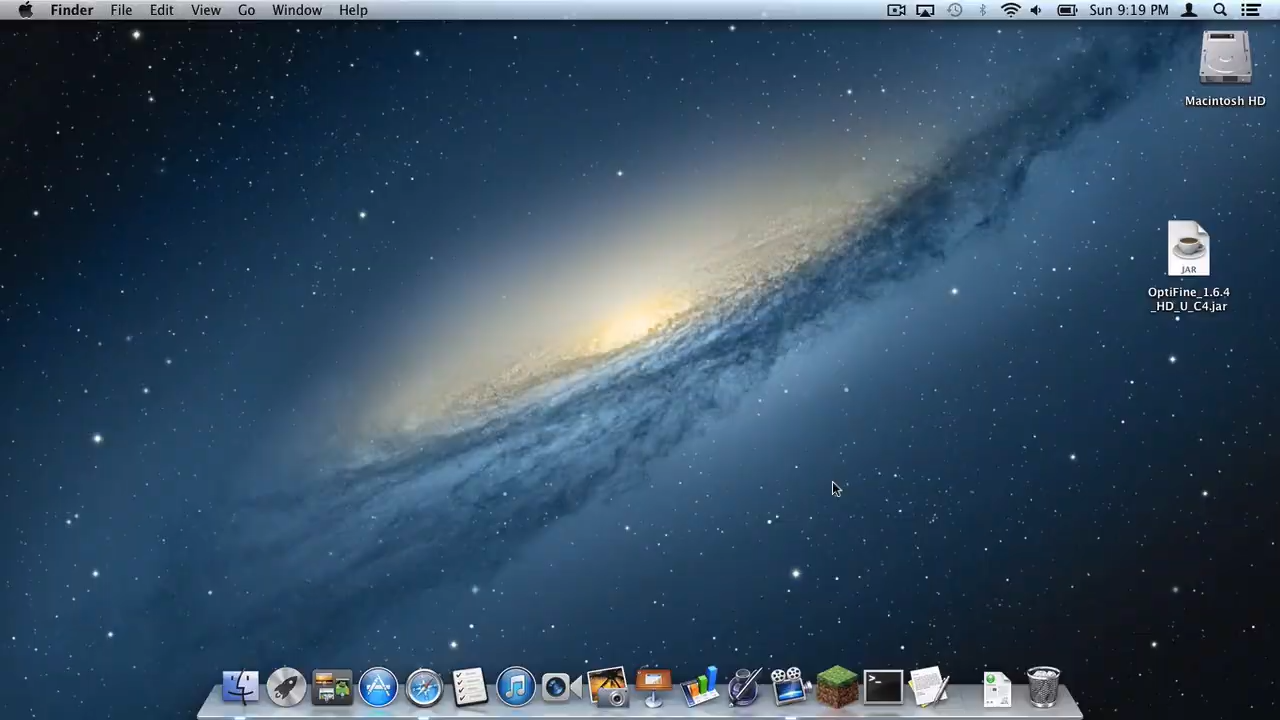 Finder File Edit View Go Window Help Sun 9:19 PM
Macintosh HD
JAR
OptiFine_1.6.4
_HD_U_C4.jar
>_